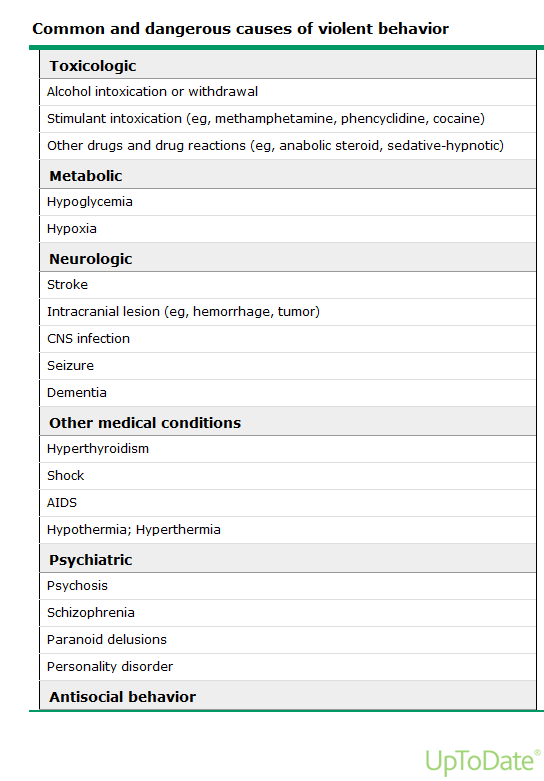 Common and dangerous causes of violent behavior
Toxicologic
Alcohol intoxication or withdrawal
Stimulant intoxication (eg, methamphetamine, phencyclidine, cocaine)
Other drugs and drug reactions (eg, anabolic steroid, sedative-hypnotic)
Metabolic
Hypoglycemia
Hypoxia
Neurologic
Stroke
Intracranial lesion (eg, hemorrhage, tumor)
CNS infection
Seizure
Dementia
Other medical conditions
Hyperthyroidism
Shock
AIDS
Hypothermia; Hyperthermia
Psychiatric
Psychosis
Schizophrenia
Paranoid delusions
Personality disorder
Antisocial behavior
UpToDate®